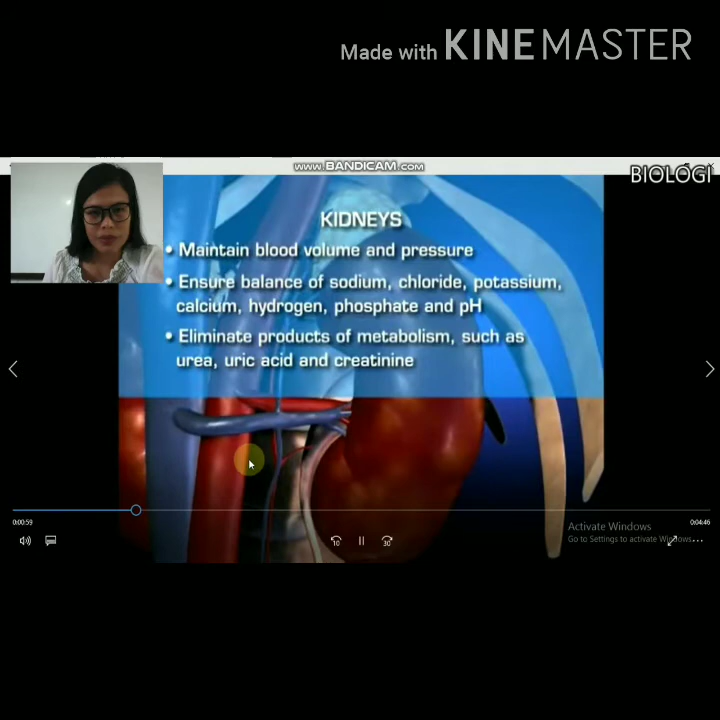 Made with KINEMASTER
www.BANDICAM.com
BIOLOGI
KIDNEYS
• Maintain blood volume and pressure
• Ensure balance of sodium, chloride, potassium,
calcium, hydrogen, phosphate and pH
• Eliminate products of metabolism, such as
urea, uric acid and creatinine
0:00:59
0:04:46
Activate Windows
Go to Settings to activate Windows.
10
30